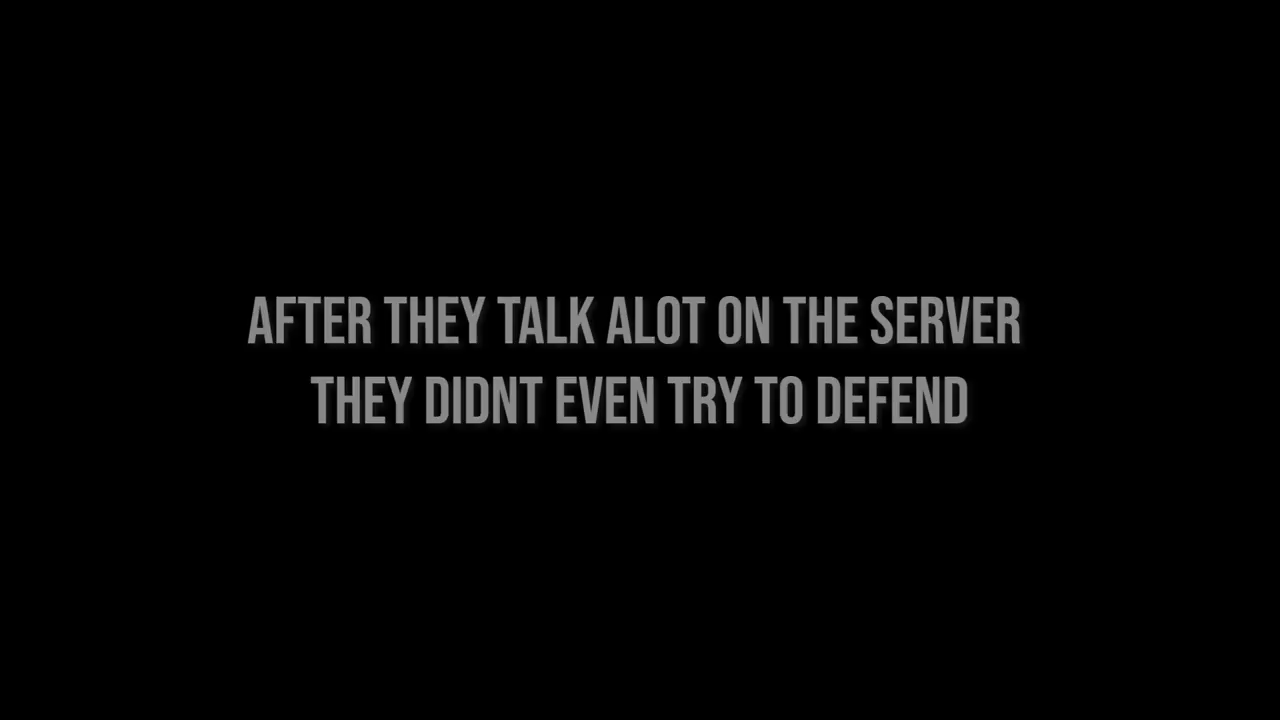 AFTER THEY TALK ALOT ON THE SERVER
THEY DIDNT EVEN TRY TO DEFEND